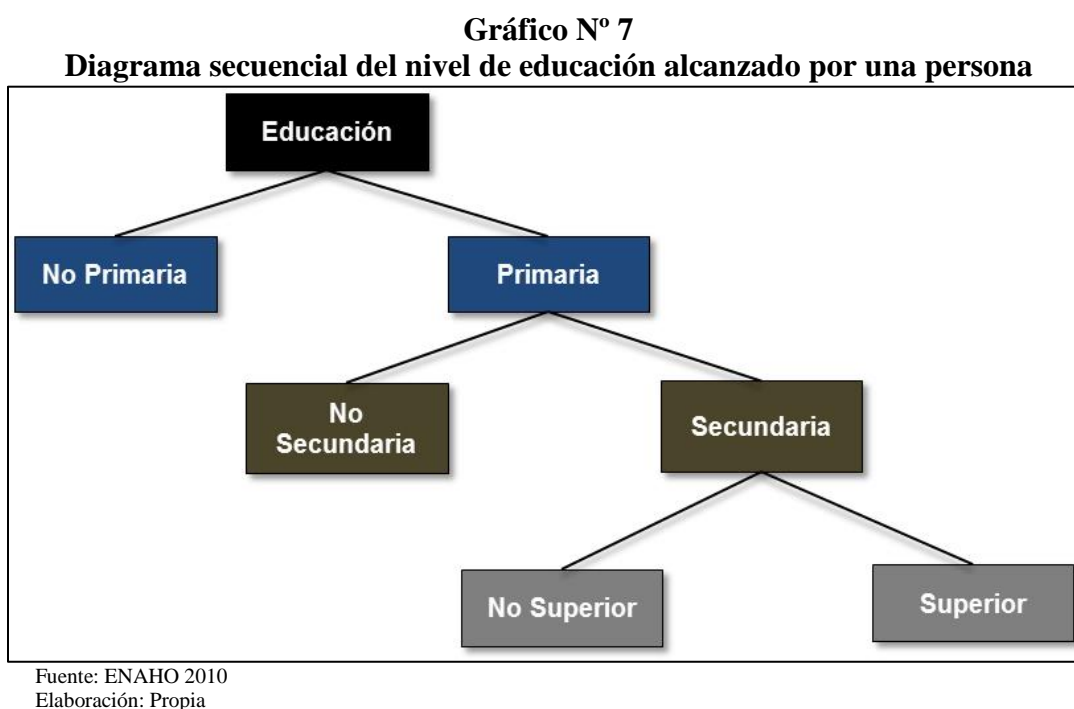 Gráfico Nº 7
Diagrama secuencial del nivel de educación alcanzado por una persona
Educación
No Primaria
Primaria
No
Secundaria
Secundaria
No Superior
Superior
Fuente: ENAHO 2010
Elaboración: Propia